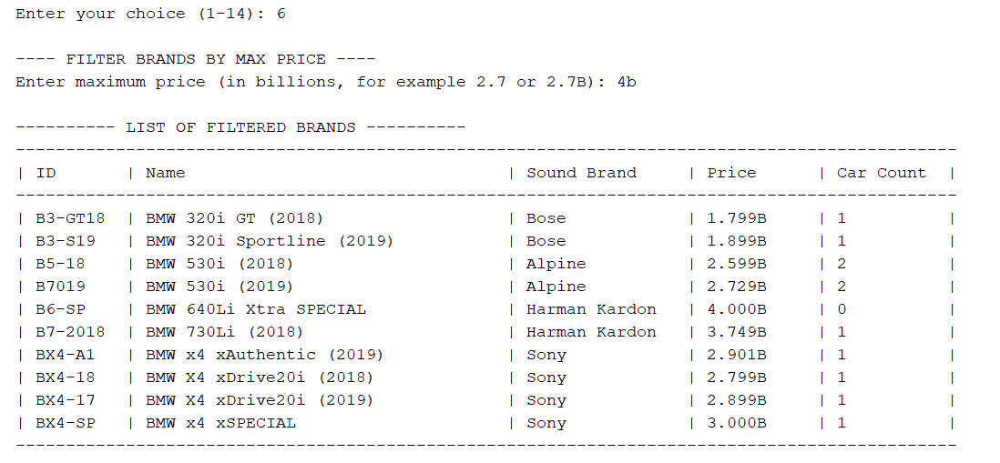 Enter your choice (1-14): 6
---- FILTER BRANDS BY MAX PRICE ----
Enter maximum price (in billions, for example 2.7 or 2.7B): 4b
---------- LIST OF FILTERED BRANDS ----------
----------------------------------------------------------------------------------------------
| ID       | Name                                | Sound Brand     | Price      | Car Count  |
----------------------------------------------------------------------------------------------
| B3-GT18  | BMW 320i GT (2018)                  | Bose            | 1.799B     | 1          |
| B3-S19   | BMW 320i Sportline (2019)           | Bose            | 1.899B     | 1          |
| B5-18    | BMW 530i (2018)                     | Alpine          | 2.599B     | 2          |
| B7019    | BMW 530i (2019)                     | Alpine          | 2.729B     | 2          |
| B6-SP    | BMW 640Li Xtra SPECIAL              | Harman Kardon   | 4.000B     | 0          |
| B7-2018  | BMW 730Li (2018)                    | Harman Kardon   | 3.749B     | 1          |
| BX4-A1   | BMW x4 xAuthentic (2019)            | Sony            | 2.901B     | 1          |
| BX4-18   | BMW X4 xDrive20i (2018)             | Sony            | 2.799B     | 1          |
| BX4-17   | BMW X4 xDrive20i (2019)             | Sony            | 2.899B     | 1          |
| BX4-SP   | BMW x4 xSPECIAL                     | Sony            | 3.000B     | 1          |
----------------------------------------------------------------------------------------------